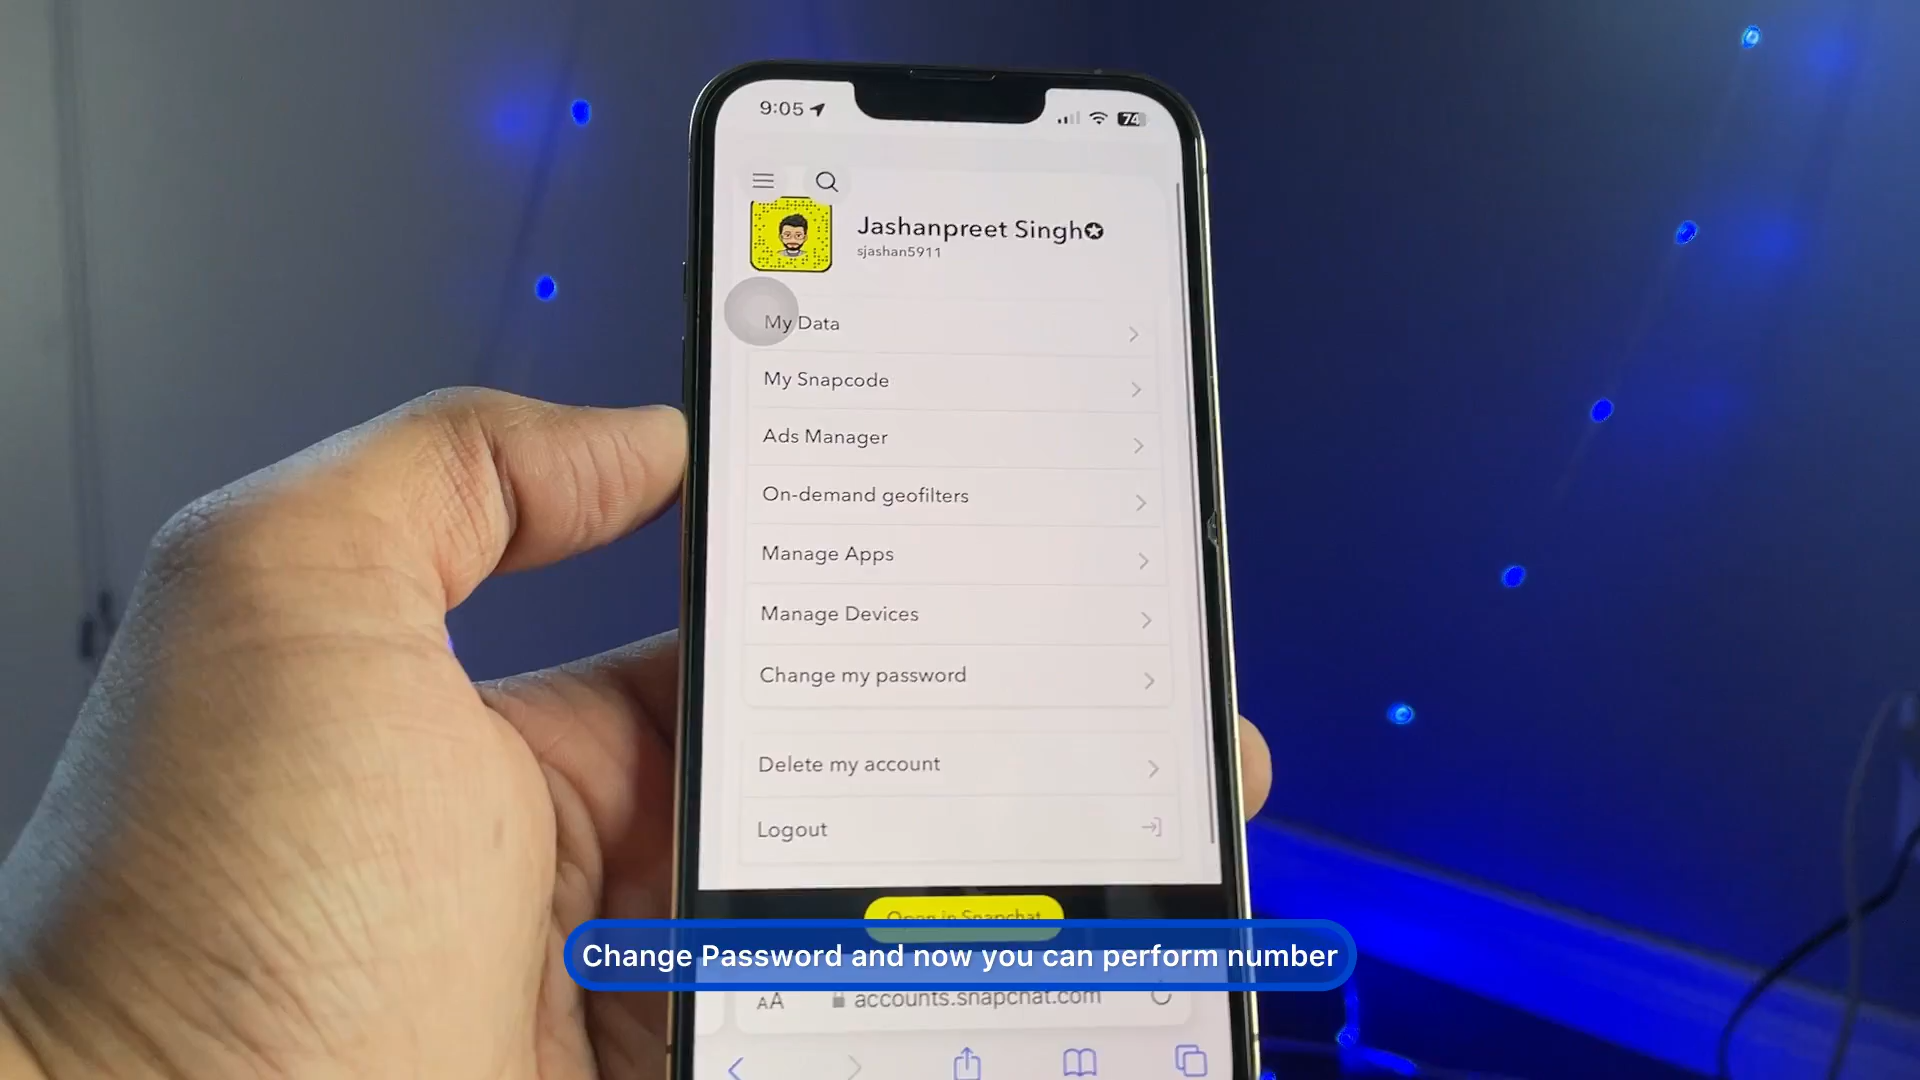 9:05
74
Jashanpreet Singh✪
sjashan5911
My Data
My Snapcode
Ads Manager
On-demand geofilters
Manage Apps
Manage Devices
Change my password
Delete my account
Logout
Open in Snapchat
Change Password and now you can perform number
AA accounts.snapchat.com